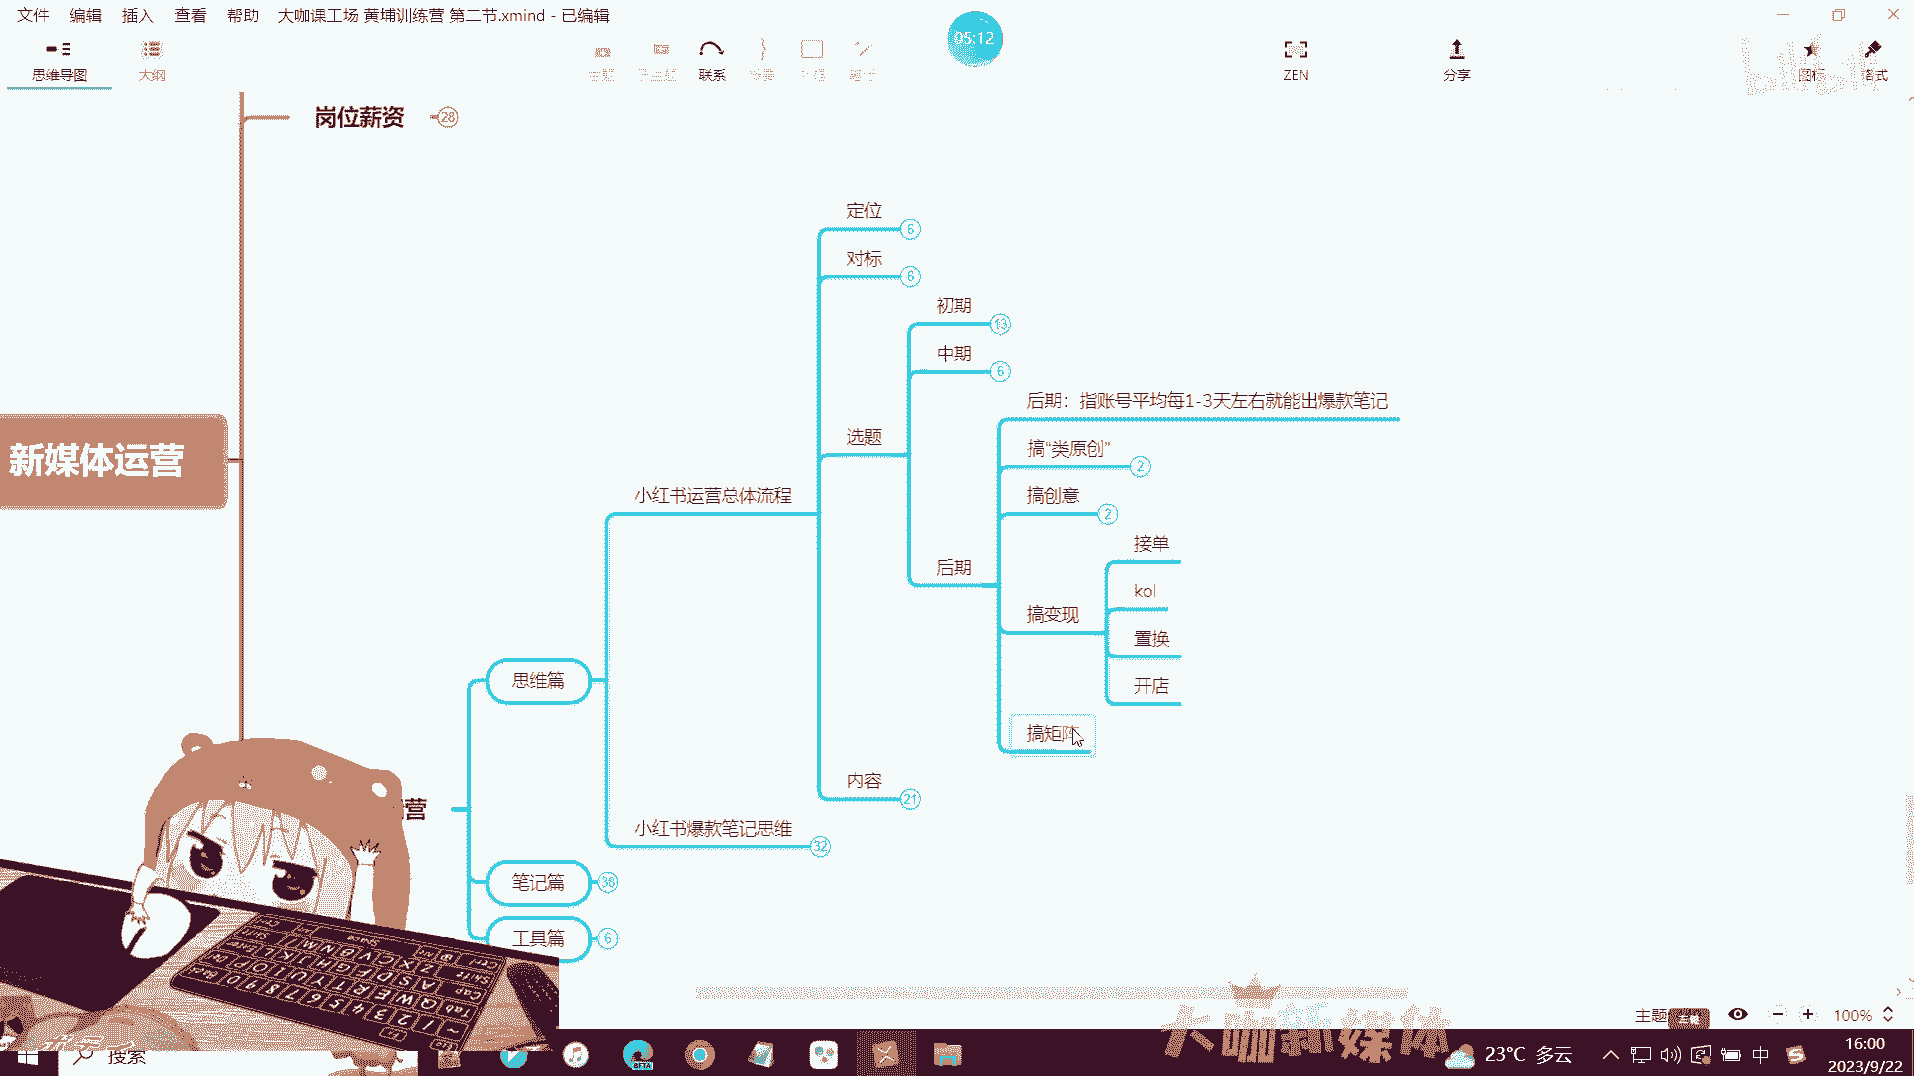 文件 编辑 插入 查看 帮助 大咖课工场 黄埔训练营 第二节.xmind - 已编辑
05:12
思维导图 大纲 联系 ZEN 分享 图标 格式
岗位薪资 28
定位 6
对标 6
初期 13
中期 6
后期：指账号平均每1-3天左右就能出爆款笔记
选题
搞“类原创” 2
小红书运营总体流程
搞创意 2
新媒体运营
接单
后期
kol
搞变现
置换
思维篇
开店
搞矩阵
内容 21
营
小红书爆款笔记思维 32
笔记篇 38
工具篇 6
大咖新媒体
主题
100%
搜索
BETA
23°C 多云
中
16:00
2023/9/22